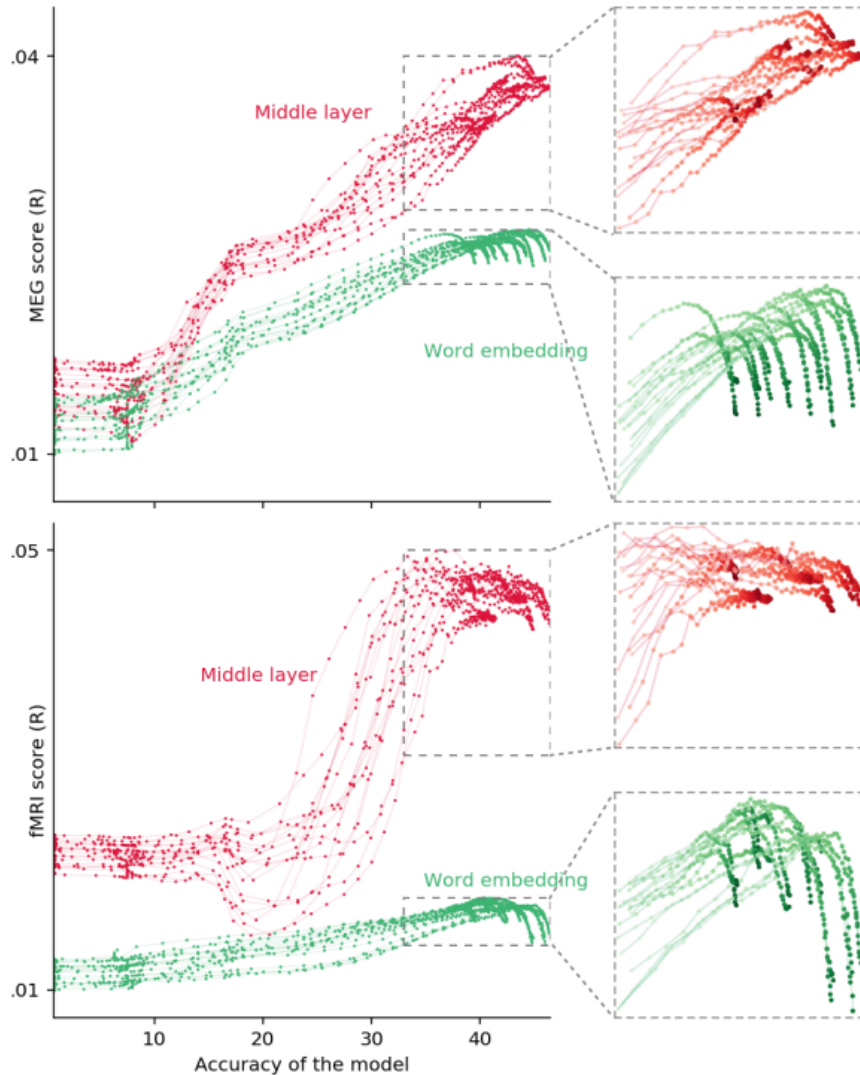 .04
Middle layer
MEG score (R)
Word embedding
.01
.05
Middle layer
fMRI score (R)
Word embedding
.01
10
20
30
40
Accuracy of the model